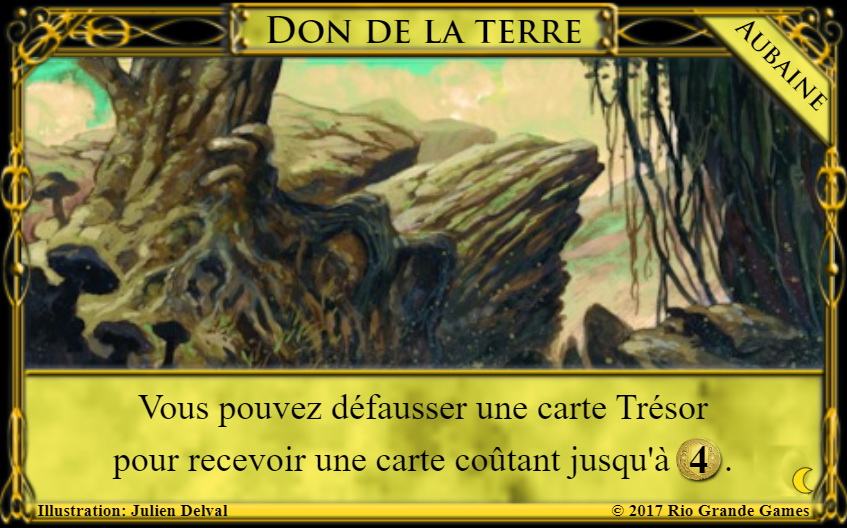 Don de la terre
Aubaine
Vous pouvez défausser une carte Trésor
pour recevoir une carte coûtant jusqu'à 4.
Illustration: Julien Delval
© 2017 Rio Grande Games